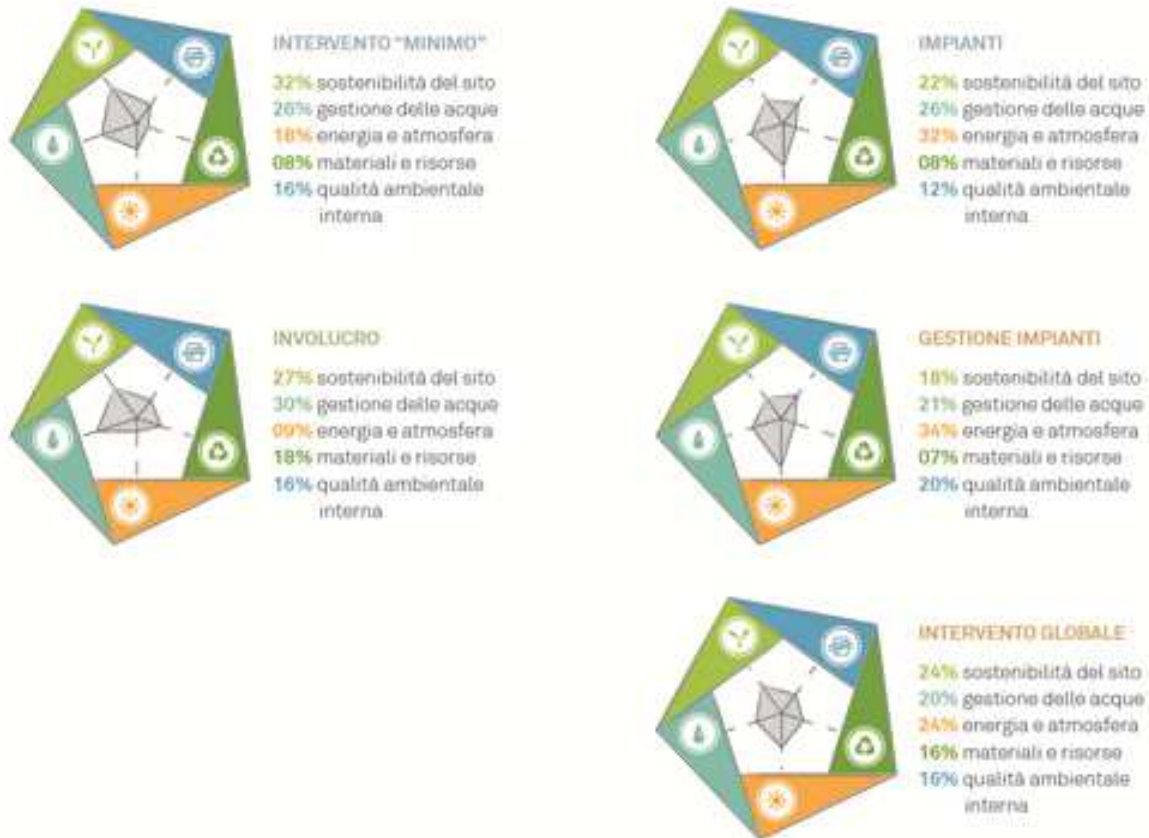 INTERVENTO "MINIMO"
32% sostenibilità del sito
26% gestione delle acque
18% energia e atmosfera
08% materiali e risorse
16% qualità ambientale
interna
IMPIANTI
22% sostenibilità del sito
26% gestione delle acque
32% energia e atmosfera
08% materiali e risorse
12% qualità ambientale
interna
INVOLUCRO
27% sostenibilità del sito
30% gestione delle acque
09% energia e atmosfera
18% materiali e risorse
16% qualità ambientale
interna
GESTIONE IMPIANTI
18% sostenibilità del sito
21% gestione delle acque
34% energia e atmosfera
07% materiali e risorse
20% qualità ambientale
interna
INTERVENTO GLOBALE
24% sostenibilità del sito
20% gestione delle acque
24% energia e atmosfera
16% materiali e risorse
16% qualità ambientale
interna